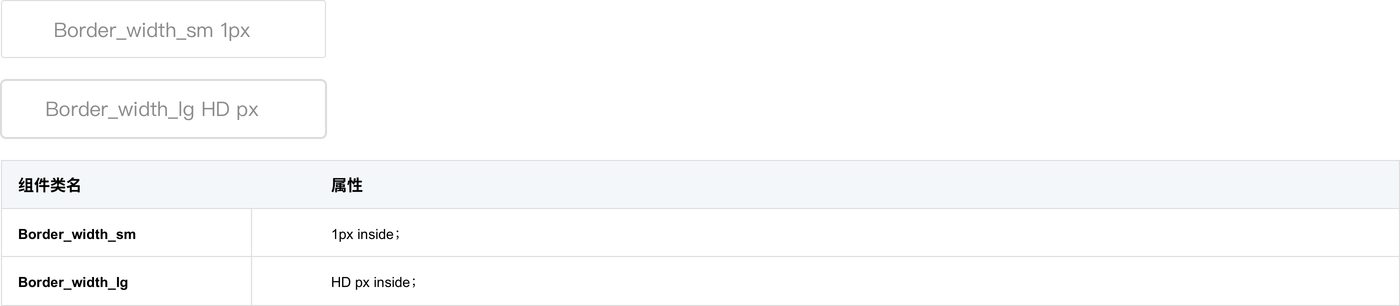 Border_width_sm 1px
Border_width_lg HD px
组件类名 属性
Border_width_sm 1px inside；
Border_width_lg HD px inside；